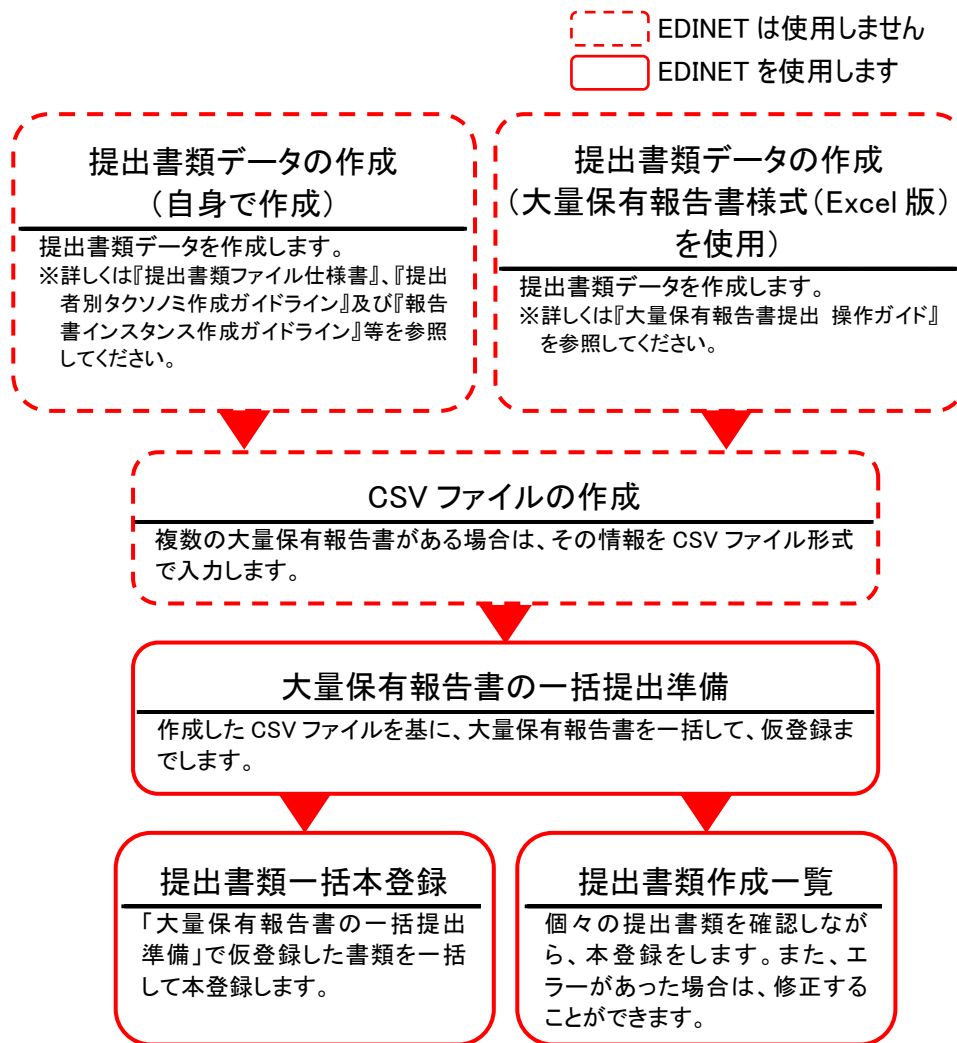 EDINET は使用しません
EDINET を使用します
提出書類データの作成
（自身で作成）
提出書類データを作成します。
※詳しくは『提出書類ファイル仕様書』、『提出
者別タクソノミ作成ガイドライン』及び『報告
書インスタンス作成ガイドライン』等を参照
してください。
提出書類データの作成
（大量保有報告書様式（Excel 版）
を使用）
提出書類データを作成します。
※詳しくは『大量保有報告書提出 操作ガイド』
を参照してください。
CSV ファイルの作成
複数の大量保有報告書がある場合は、その情報を CSV ファイル形式
で入力します。
大量保有報告書の一括提出準備
作成した CSV ファイルを基に、大量保有報告書を一括して、仮登録ま
でします。
提出書類一括本登録
「大量保有報告書の一括提出
準備」で仮登録した書類を一括
して本登録します。
提出書類作成一覧
個々の提出書類を確認しなが
ら、本登録をします。また、エ
ラーがあった場合は、修正する
ことができます。